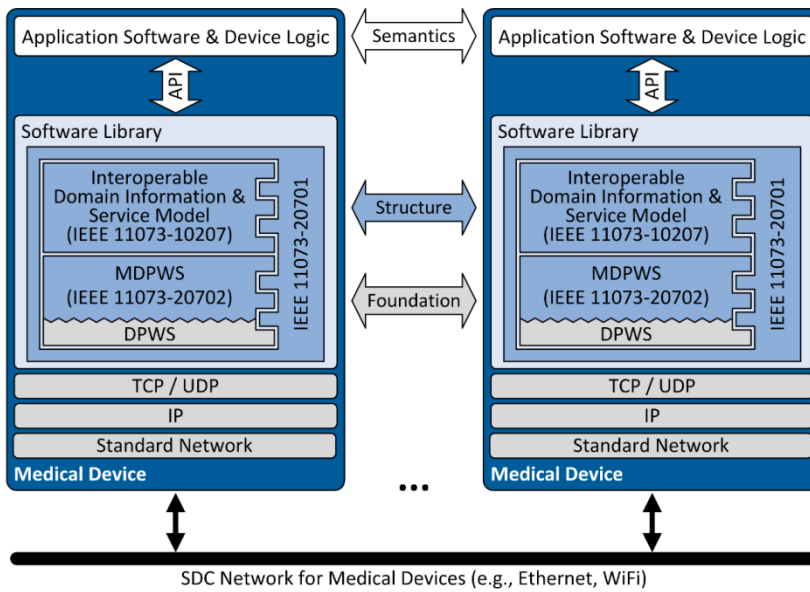 Application Software & Device Logic
API
Software Library
Interoperable
Domain Information &
Service Model
(IEEE 11073-10207)
MDPWS
(IEEE 11073-20702)
DPWS
IEEE 11073-20701
TCP / UDP
IP
Standard Network
Medical Device
Semantics
Structure
Foundation
...
Application Software & Device Logic
API
Software Library
Interoperable
Domain Information &
Service Model
(IEEE 11073-10207)
MDPWS
(IEEE 11073-20702)
DPWS
IEEE 11073-20701
TCP / UDP
IP
Standard Network
Medical Device
SDC Network for Medical Devices (e.g., Ethernet, WiFi)